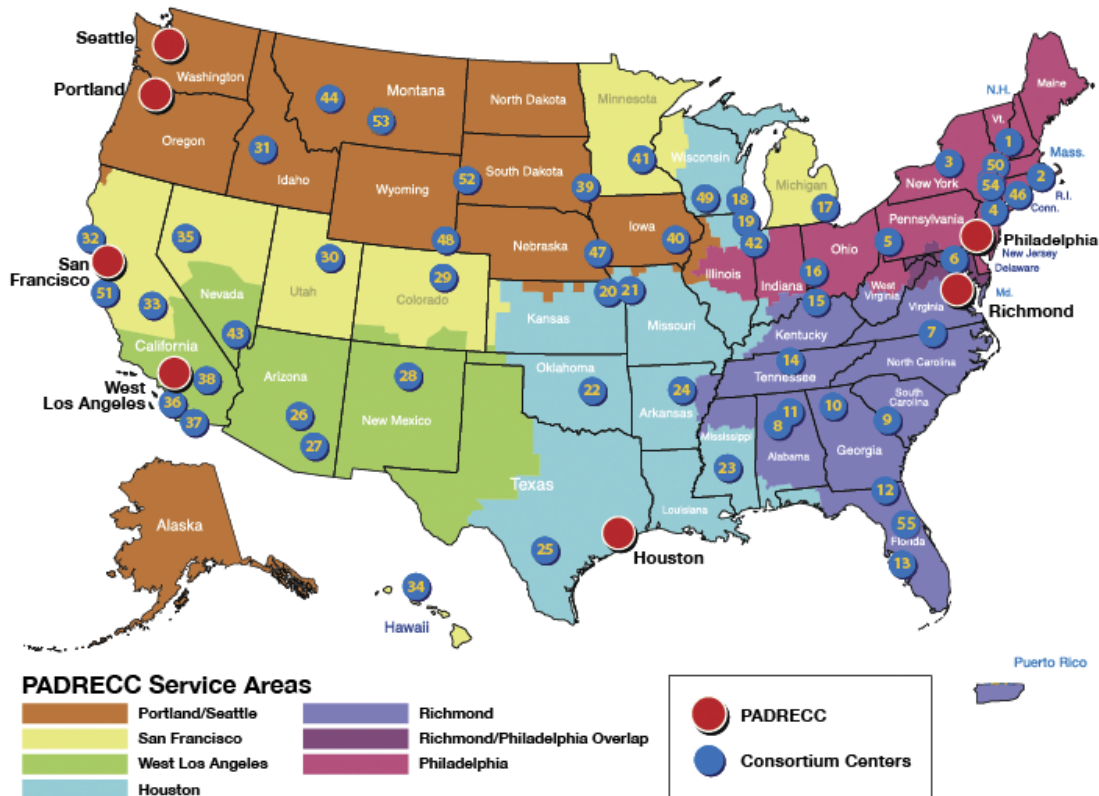 Seattle
Washington
Portland
Oregon
44
Montana
53
31
Idaho
North Dakota
Minnesota
South Dakota
52
39
41
Wyoming
Wisconsin
49
18
19
42
Michigan
17
N.H.
Maine
Vt.
1
Mass.
3
50
2
New York
54
46
R.I.
Conn.
4
Pennsylvania
5
Philadelphia
New Jersey
6
Delaware
Md.
Richmond
32
San
Francisco
51
35
33
Nevada
California
43
30
Utah
48
29
Colorado
Nebraska
47
Iowa
40
20
21
Kansas
Missouri
Illinois
Indiana
Ohio
16
15
West
Virginia
Virginia
7
Kentucky
14
Tennessee
North Carolina
South
Carolina
West
Los Angeles
38
36
37
Arizona
26
27
28
New Mexico
Oklahoma
22
24
Arkansas
Mississippi
23
8
11
Alabama
10
Georgia
9
12
55
Florida
13
Texas
25
Louisiana
Houston
Alaska
34
Hawaii
Puerto Rico
PADRECC Service Areas
Portland/Seattle
San Francisco
West Los Angeles
Houston
Richmond
Richmond/Philadelphia Overlap
Philadelphia
PADRECC
Consortium Centers